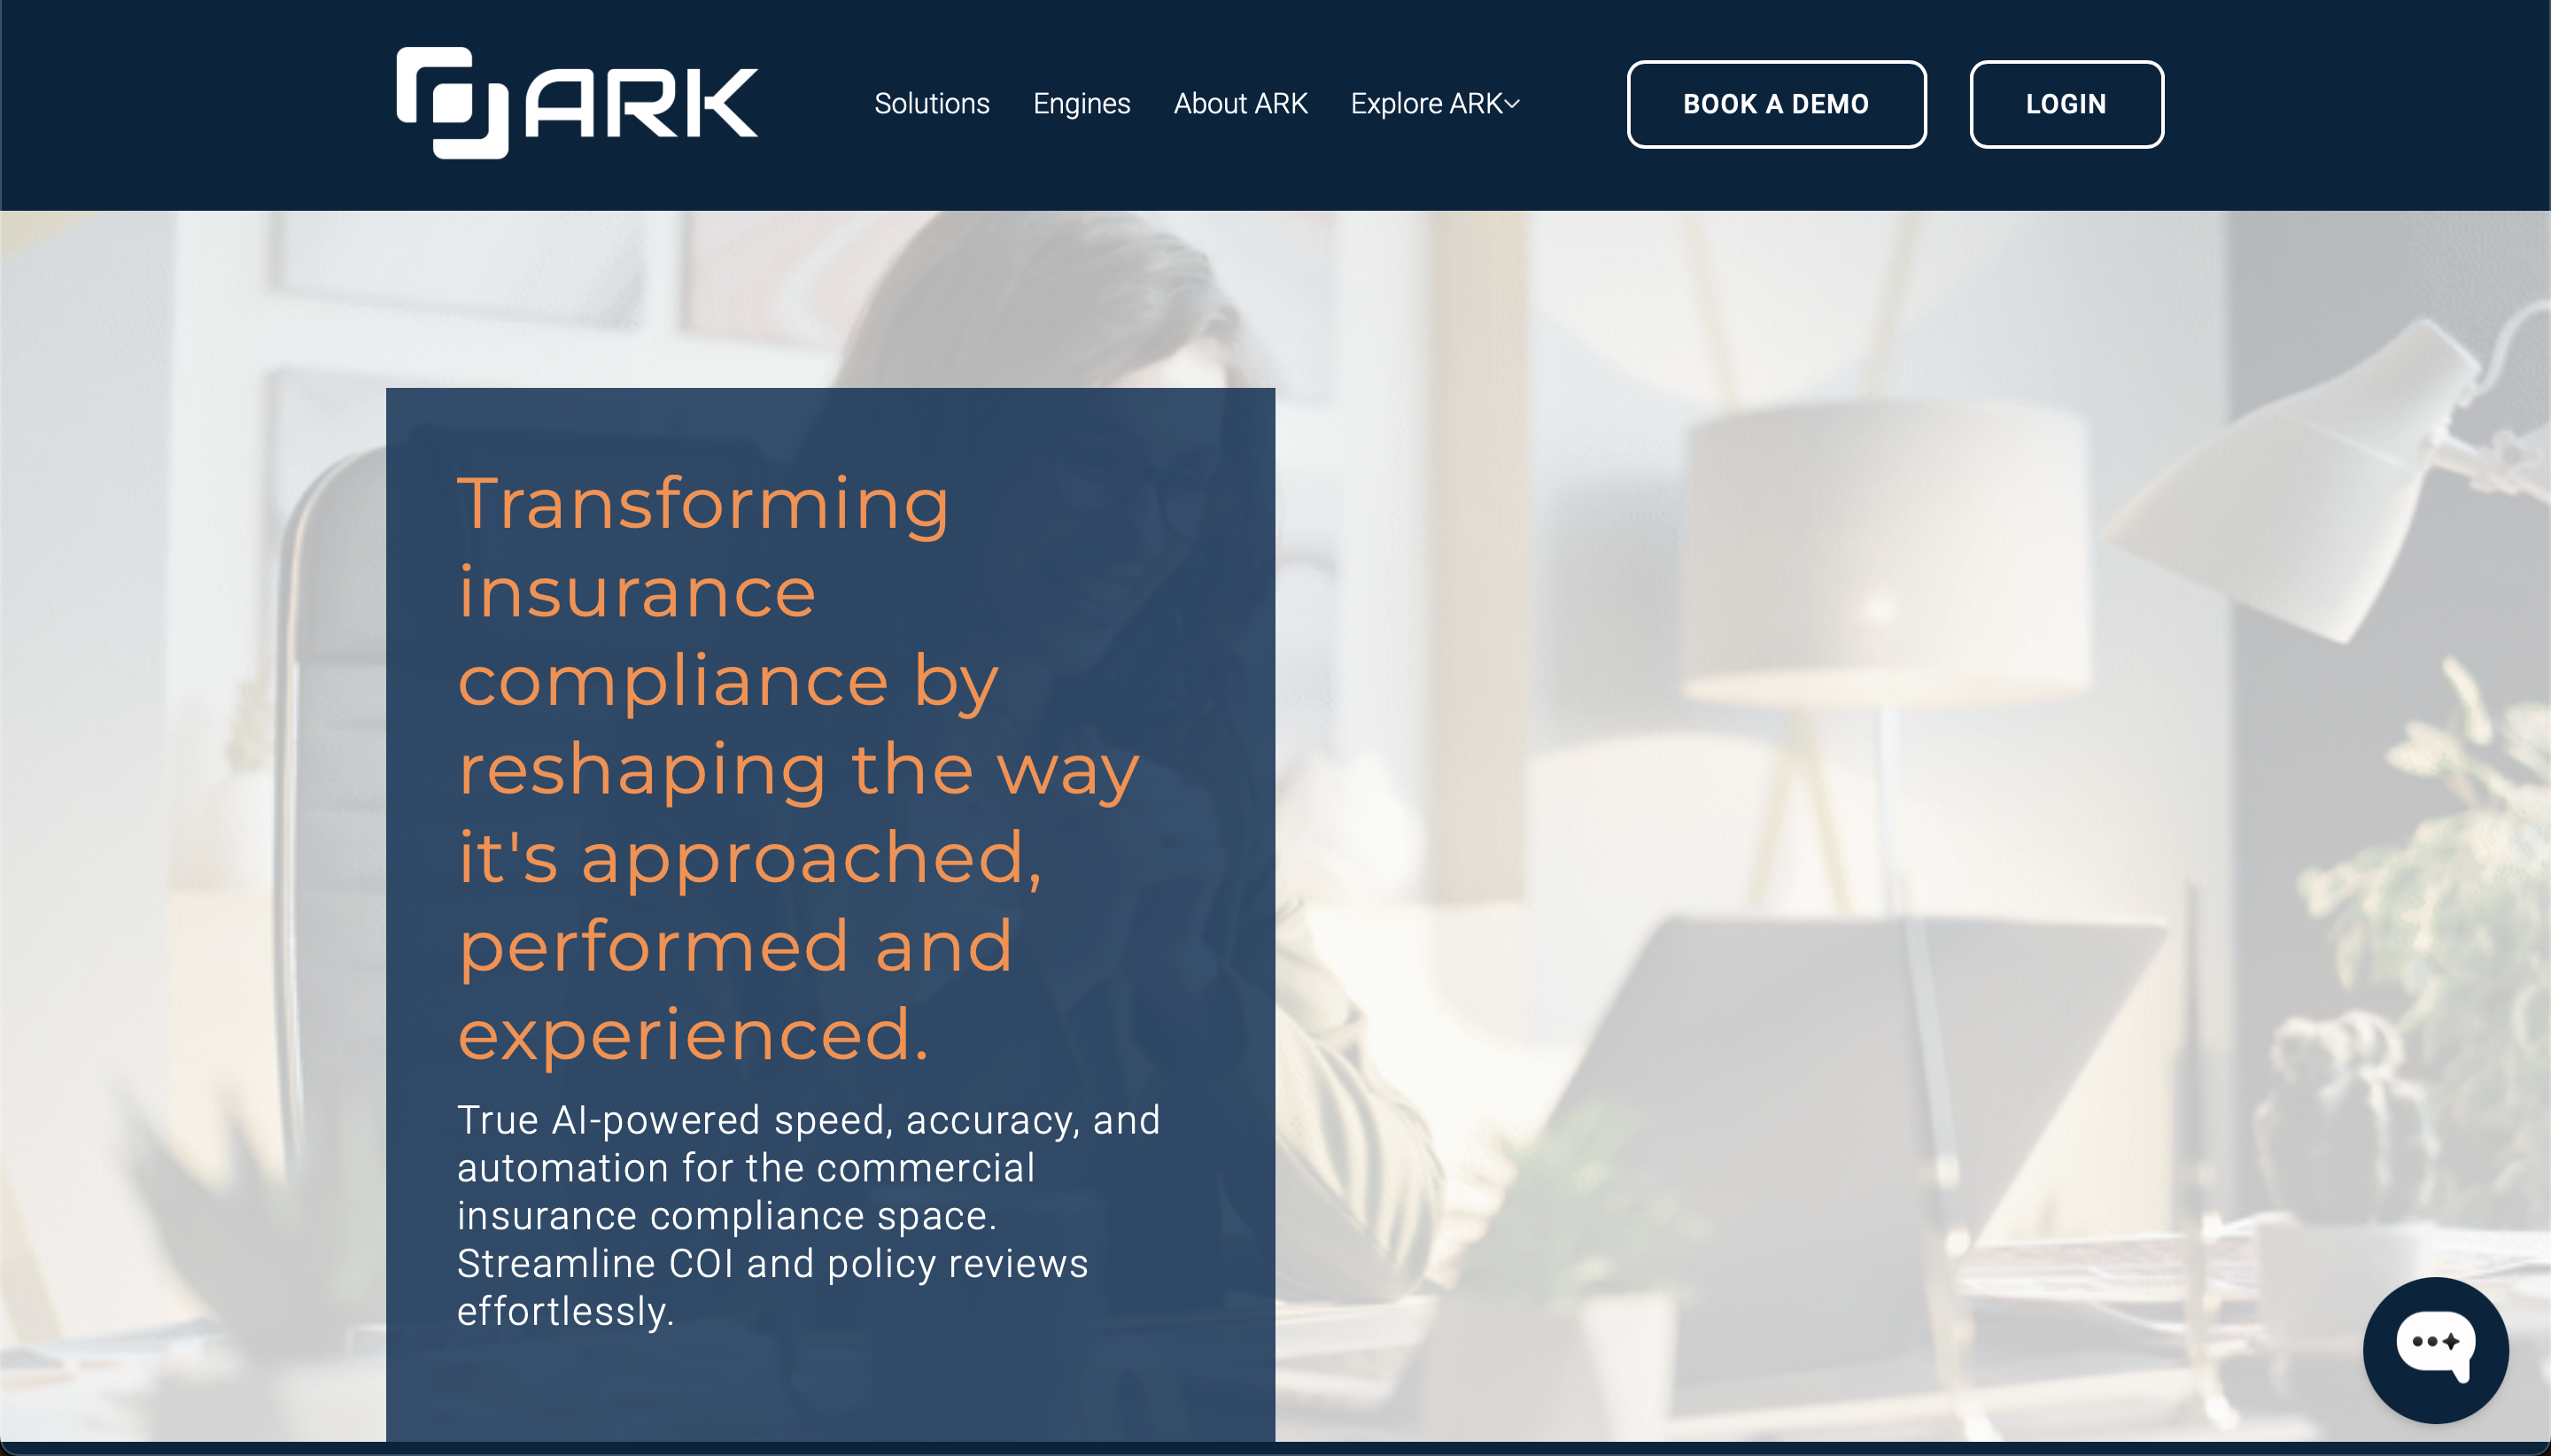 ARK
Solutions
Engines
About ARK
Explore ARK
BOOK A DEMO
LOGIN
Transforming
insurance
compliance by
reshaping the way
it's approached,
performed and
experienced.
True AI-powered speed, accuracy, and
automation for the commercial
insurance compliance space.
Streamline COI and policy reviews
effortlessly.